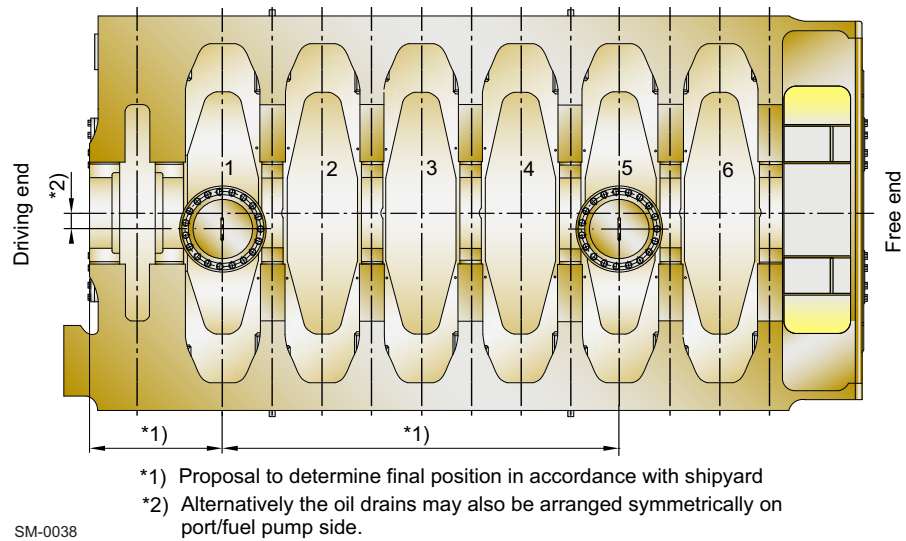 1
2
3
4
5
6
*2)
Driving end
Free end
*1)
*1)
*1) Proposal to determine final position in accordance with shipyard
*2) Alternatively the oil drains may also be arranged symmetrically on
port/fuel pump side.
SM-0038